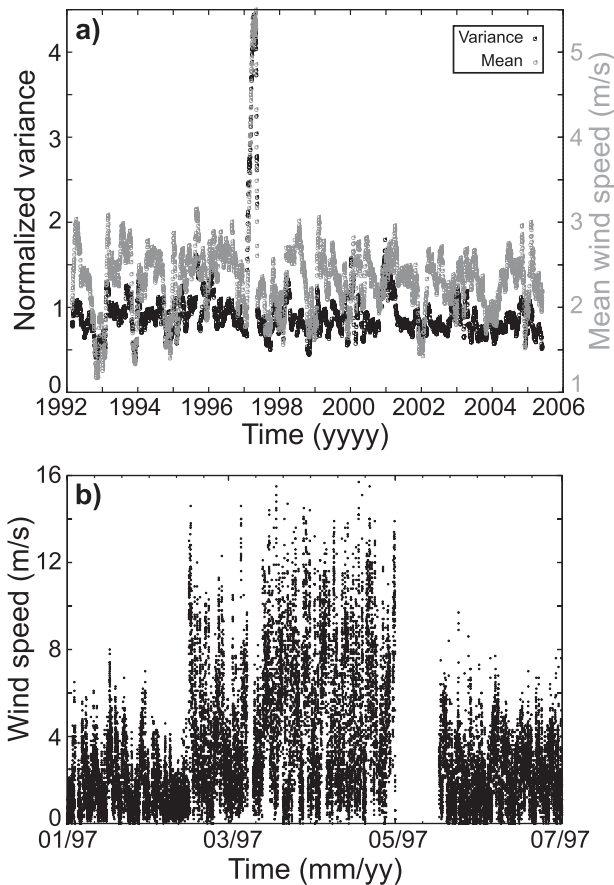 a)
Variance
Mean
4
3
2
1
0
Normalized variance
5
4
3
2
1
Mean wind speed (m/s)
1992 1994 1996 1998 2000 2002 2004 2006
Time (yyyy)
b)
16
12
8
4
0
Wind speed (m/s)
01/97 03/97 05/97 07/97
Time (mm/yy)